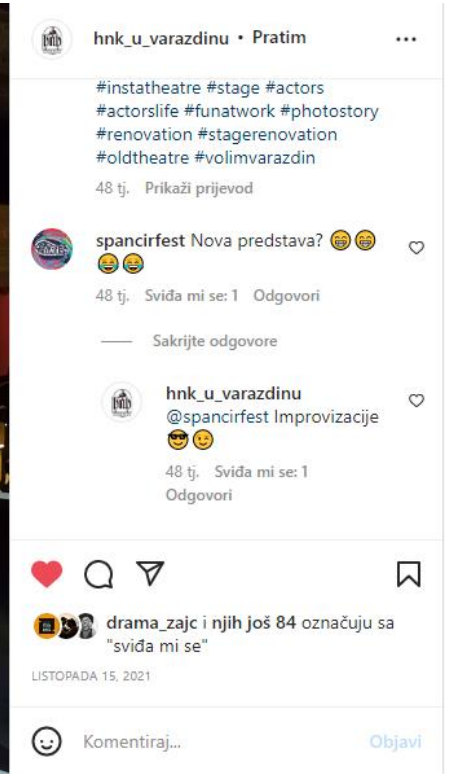 hnk_u_varazdinu • Pratim
#instatheatre #stage #actors
#actorslife #funatwork #photostory
#renovation #stagerenovation
#oldtheatre #volimvarazdin
48 tj. Prikaži prijevod
spancirfest Nova predstava? 😁😁
😂😂
48 tj. Sviđa mi se: 1 Odgovori
Sakrijte odgovore
hnk_u_varazdinu
@spancirfest Improvizacije
😎😉
48 tj. Sviđa mi se: 1
Odgovori
drama_zajc i njih još 84 označuju sa
"sviđa mi se"
LISTOPADA 15, 2021
Komentiraj...
Objavi